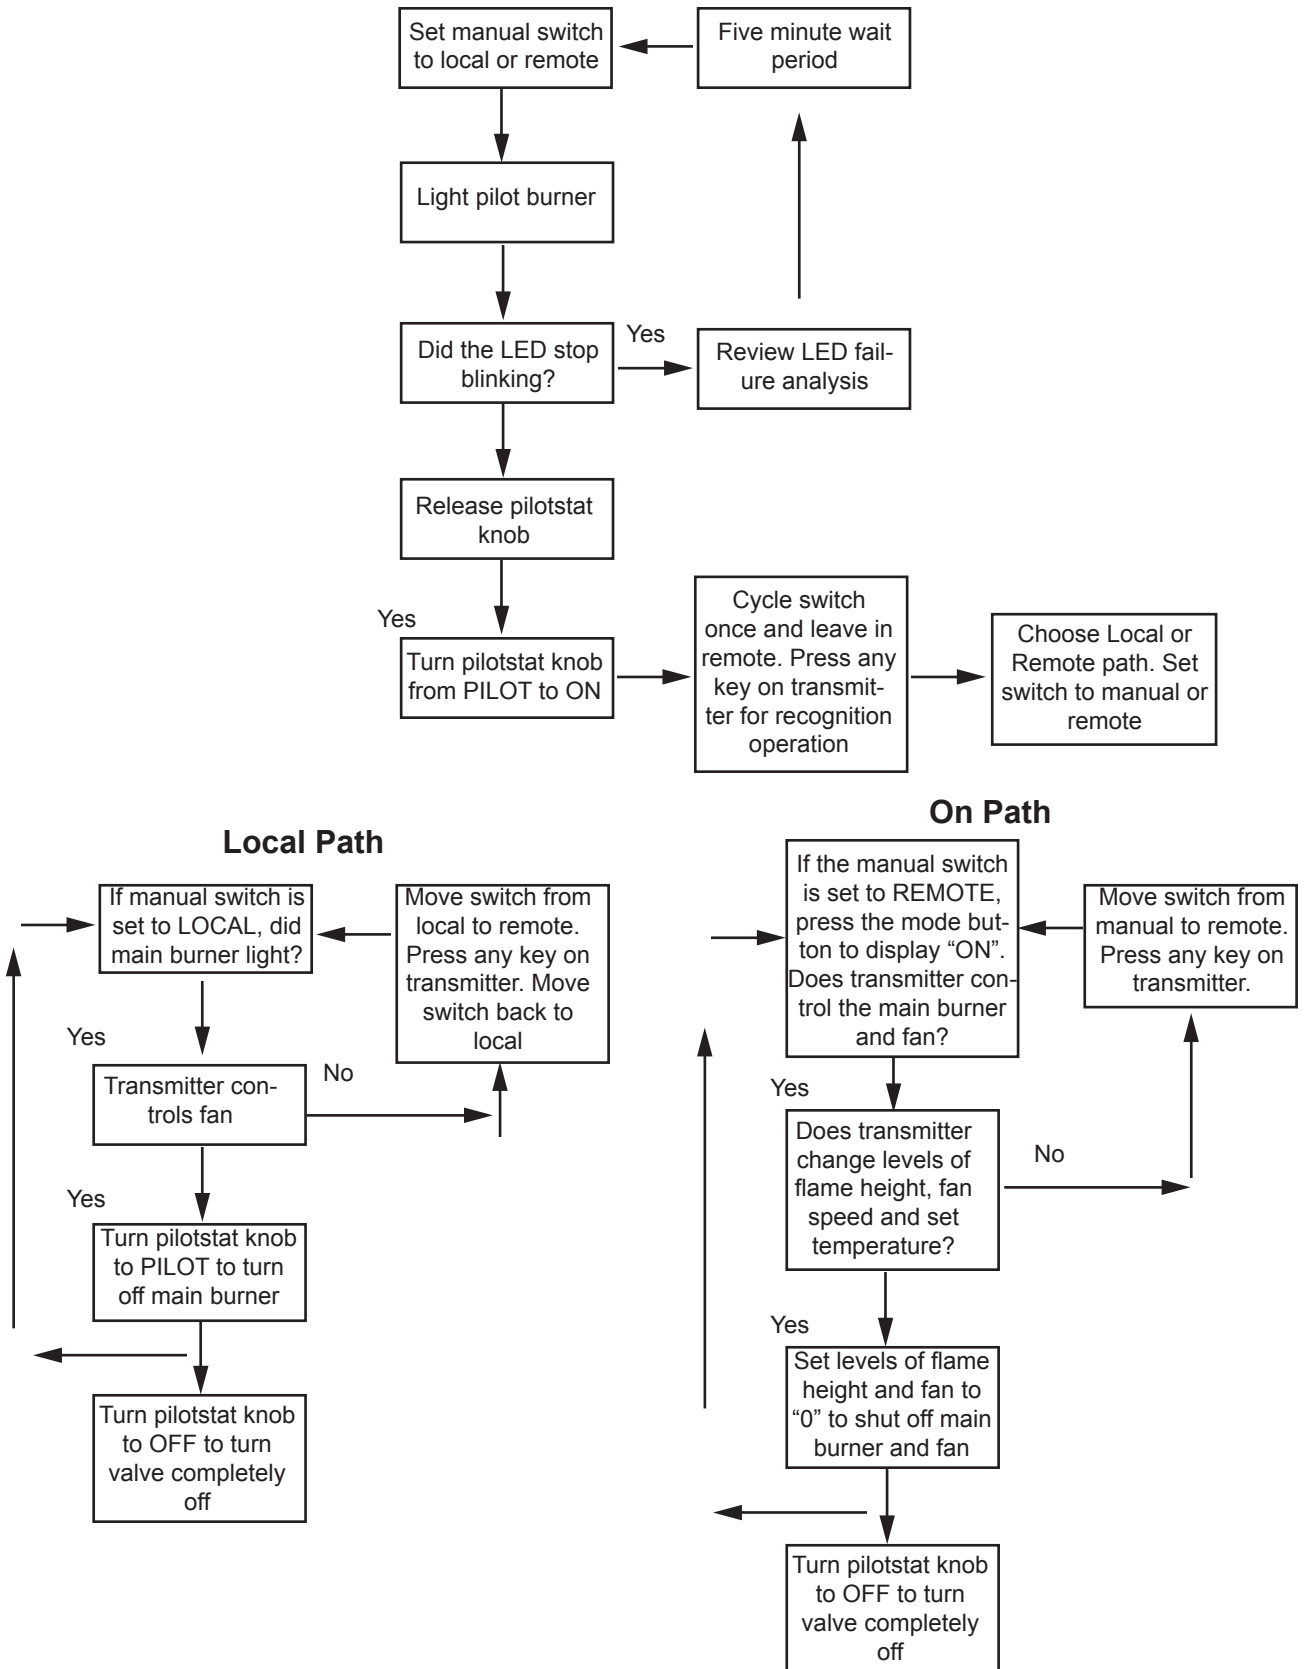 Set manual switch
to local or remote
Five minute wait
period
Light pilot burner
Did the LED stop
blinking?
Yes
Review LED fail-
ure analysis
Release pilotstat
knob
Yes
Turn pilotstat knob
from PILOT to ON
Cycle switch
once and leave in
remote. Press any
key on transmit-
ter for recognition
operation
Choose Local or
Remote path. Set
switch to manual or
remote
Local Path
If manual switch is
set to LOCAL, did
main burner light?
Move switch from
local to remote.
Press any key on
transmitter. Move
switch back to
local
Yes
Transmitter con-
trols fan
No
Yes
Turn pilotstat knob
to PILOT to turn
off main burner
Turn pilotstat knob
to OFF to turn
valve completely
off
On Path
If the manual switch
is set to REMOTE,
press the mode but-
ton to display “ON”.
Does transmitter con-
trol the main burner
and fan?
Move switch from
manual to remote.
Press any key on
transmitter.
Yes
Does transmitter
change levels of
flame height, fan
speed and set
temperature?
No
Yes
Set levels of flame
height and fan to
“0” to shut off main
burner and fan
Turn pilotstat knob
to OFF to turn
valve completely
off